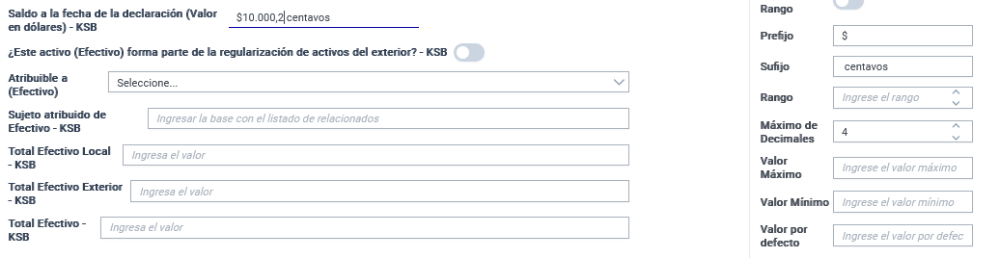 Saldo a la fecha de la declaración (Valor
en dólares) - KSB
$10.000,2 centavos
¿Este activo (Efectivo) forma parte de la regularización de activos del exterior? - KSB
Atribuible a
(Efectivo)
Seleccione...
Sujeto atribuido de
Efectivo - KSB
Ingresar la base con el listado de relacionados
Total Efectivo Local
- KSB
Ingresa el valor
Total Efectivo Exterior
- KSB
Ingresa el valor
Total Efectivo -
KSB
Ingresa el valor
Rango
Prefijo
$
Sufijo
centavos
Rango
Ingrese el rango
Máximo de
Decimales
4
Valor
Máximo
Ingrese el valor máximo
Valor Mínimo
Ingrese el valor mínimo
Valor por
defecto
Ingrese el valor por defec